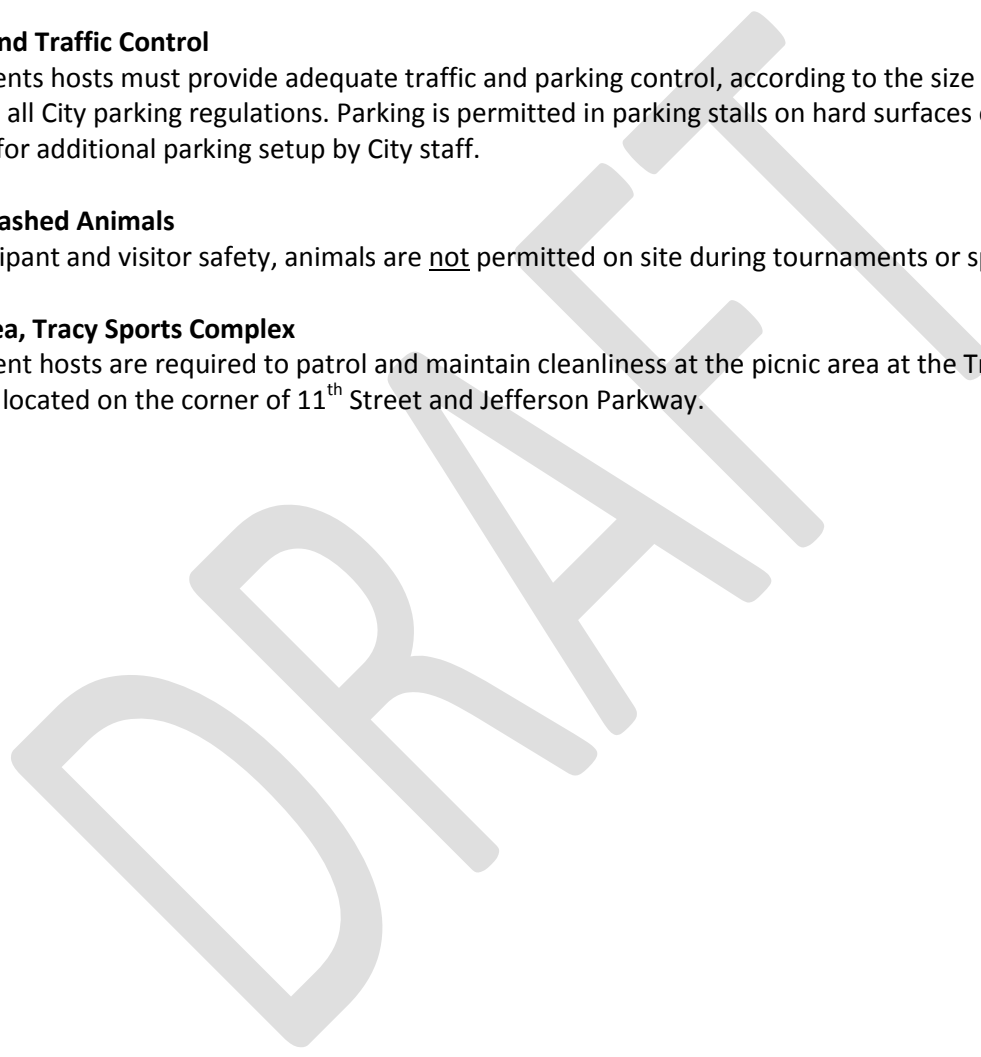 nd Traffic Control
ents hosts must provide adequate traffic and parking control, according to the size
all City parking regulations. Parking is permitted in parking stalls on hard surfaces
for additional parking setup by City staff.
ashed Animals
ipant and visitor safety, animals are not permitted on site during tournaments or sp
ea, Tracy Sports Complex
ent hosts are required to patrol and maintain cleanliness at the picnic area at the Tr
located on the corner of 11th Street and Jefferson Parkway.
DRAFT